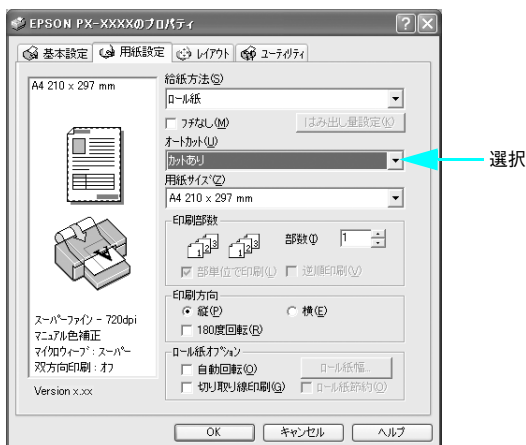 EPSON PX-XXXXのプロパティ
基本設定 用紙設定 レイアウト ユーティリティ
A4 210 x 297 mm
給紙方法(S)
ロール紙
フチなし(M) はみ出し量設定(K)
オートカット(U)
カットあり
選択
用紙サイズ(Z)
A4 210 x 297 mm
印刷部数
1 2 3 1 2 3
部数(I) 1
部単位で印刷(L) 逆順印刷(V)
印刷方向
縦(P) 横(E)
180度回転(R)
スーパーファイン - 720dpi
マニュアル色補正
マイクロウィーブ:スーパー
双方向印刷:オフ
Version x.xx
ロール紙オプション
自動回転(O) ロール紙幅...
切り取り線印刷(G) ロール紙節約(O)
OK キャンセル ヘルプ